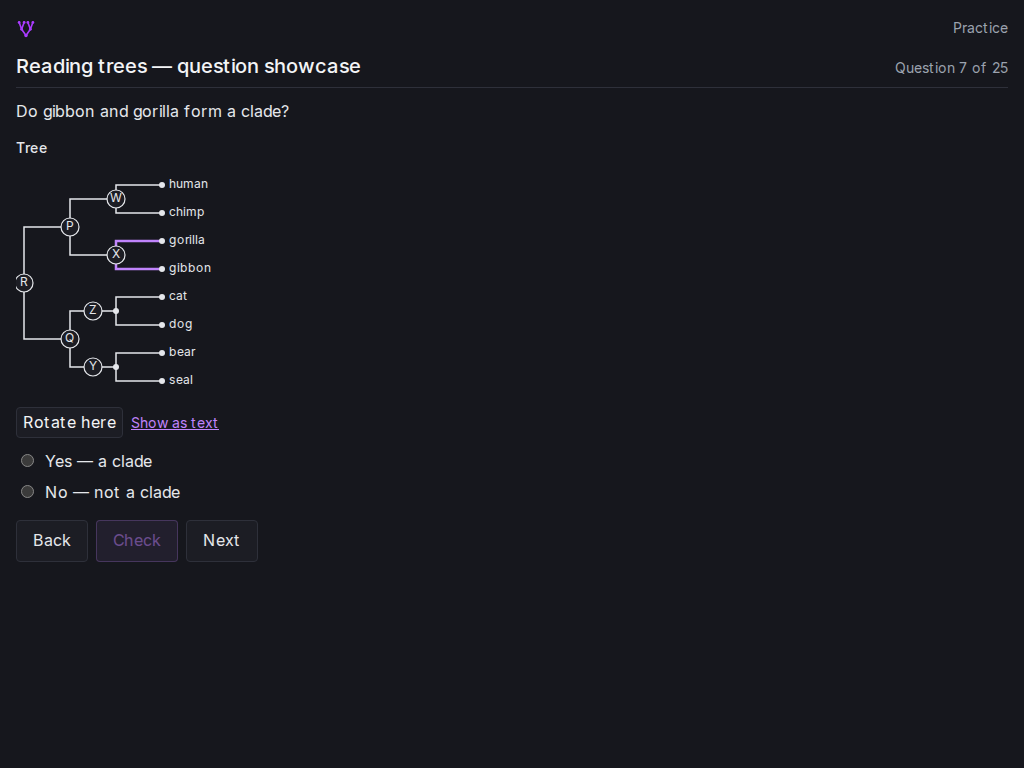 Practice
Reading trees — question showcase
Question 7 of 25
Do gibbon and gorilla form a clade?
Tree
human
W
chimp
P
gorilla
X
gibbon
R
cat
Z
dog
Q
bear
Y
seal
Rotate here
Show as text
Yes — a clade
No — not a clade
Back
Check
Next